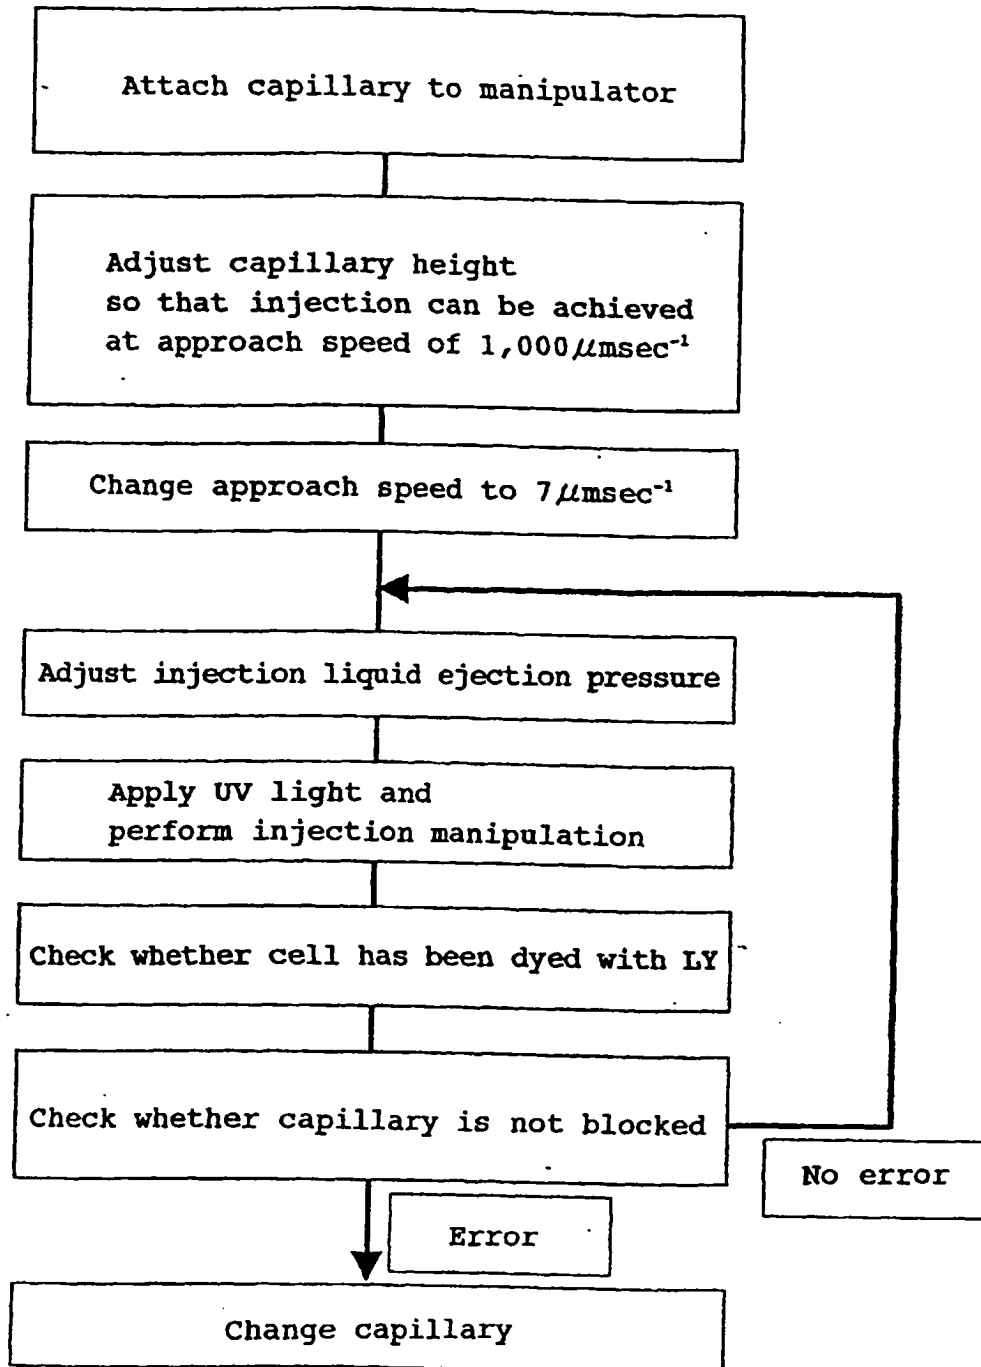 Attach capillary to manipulator
Adjust capillary height
so that injection can be achieved
at approach speed of 1,000μmsec⁻¹
Change approach speed to 7μmsec⁻¹
Adjust injection liquid ejection pressure
Apply UV light and
perform injection manipulation
Check whether cell has been dyed with LY
Check whether capillary is not blocked
No error
Error
Change capillary